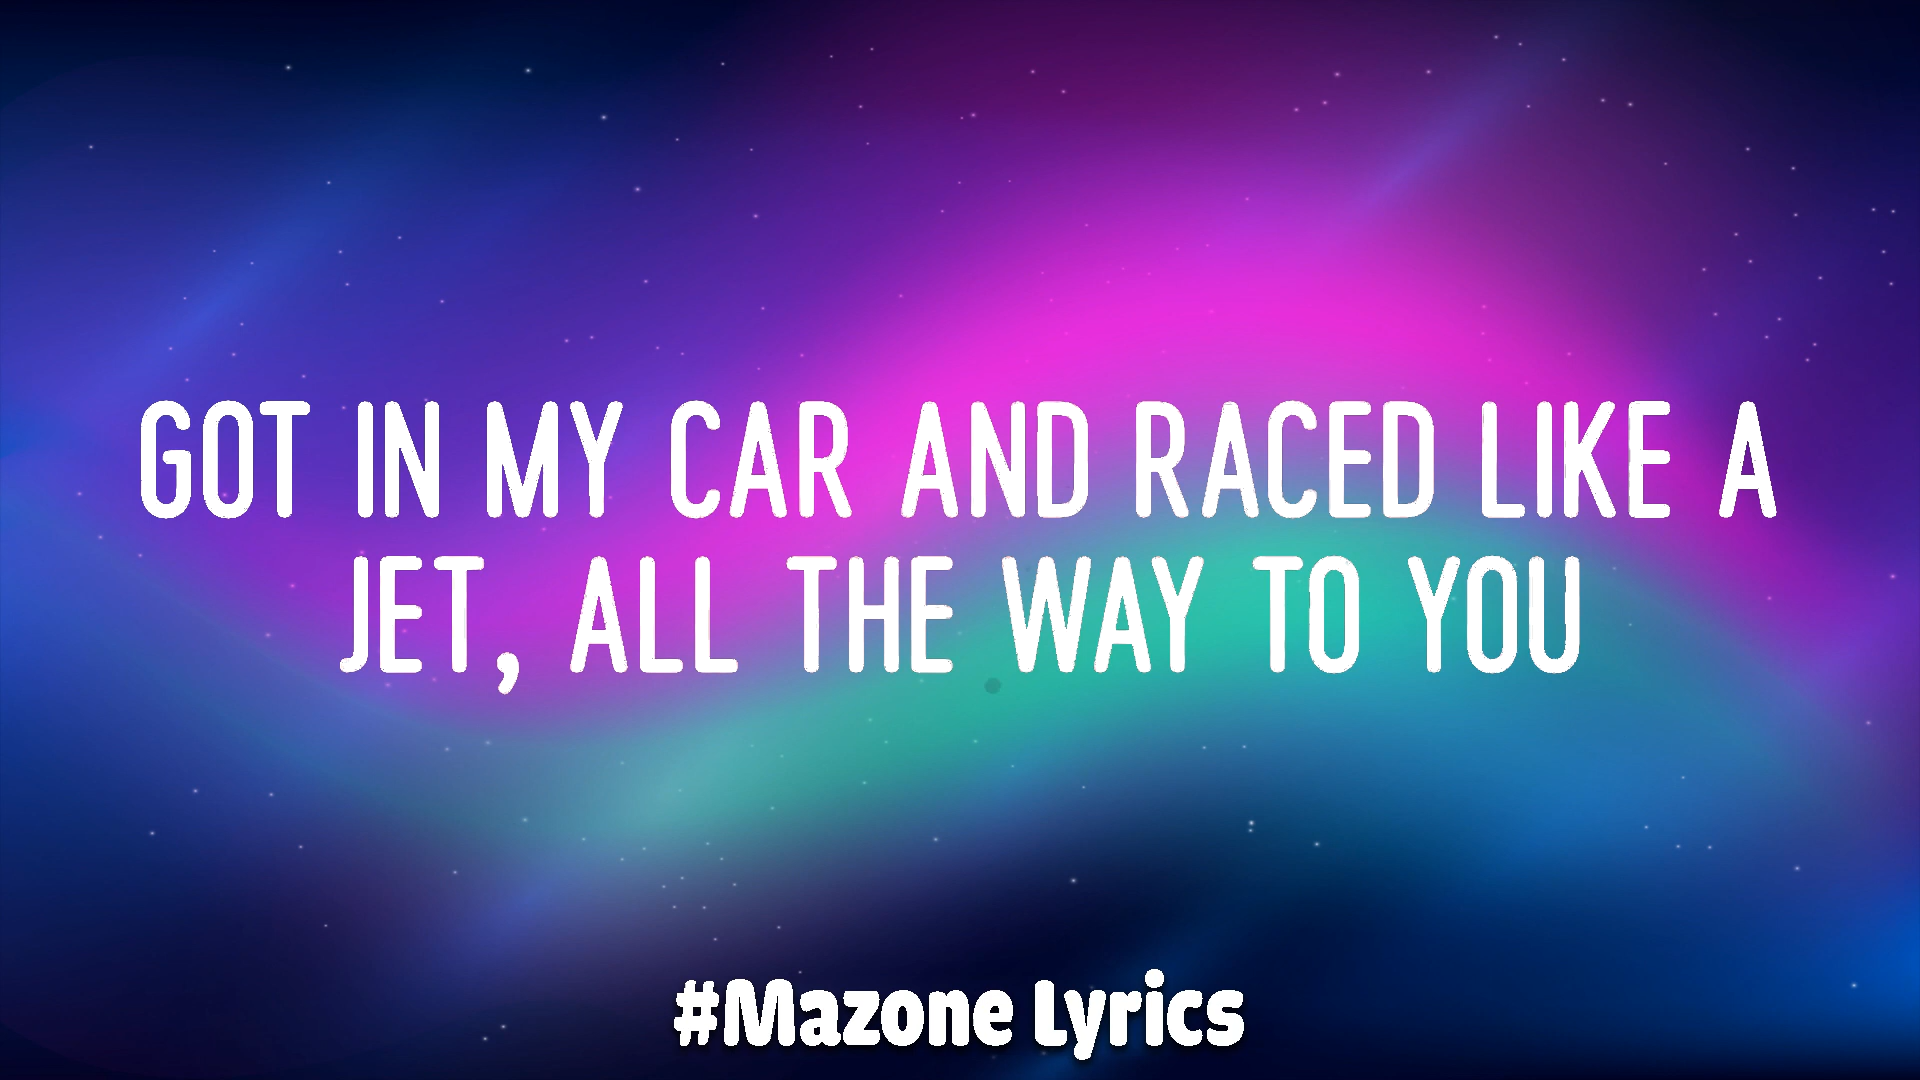 GOT IN MY CAR AND RACED LIKE A
JET, ALL THE WAY TO YOU
#Mazone Lyrics